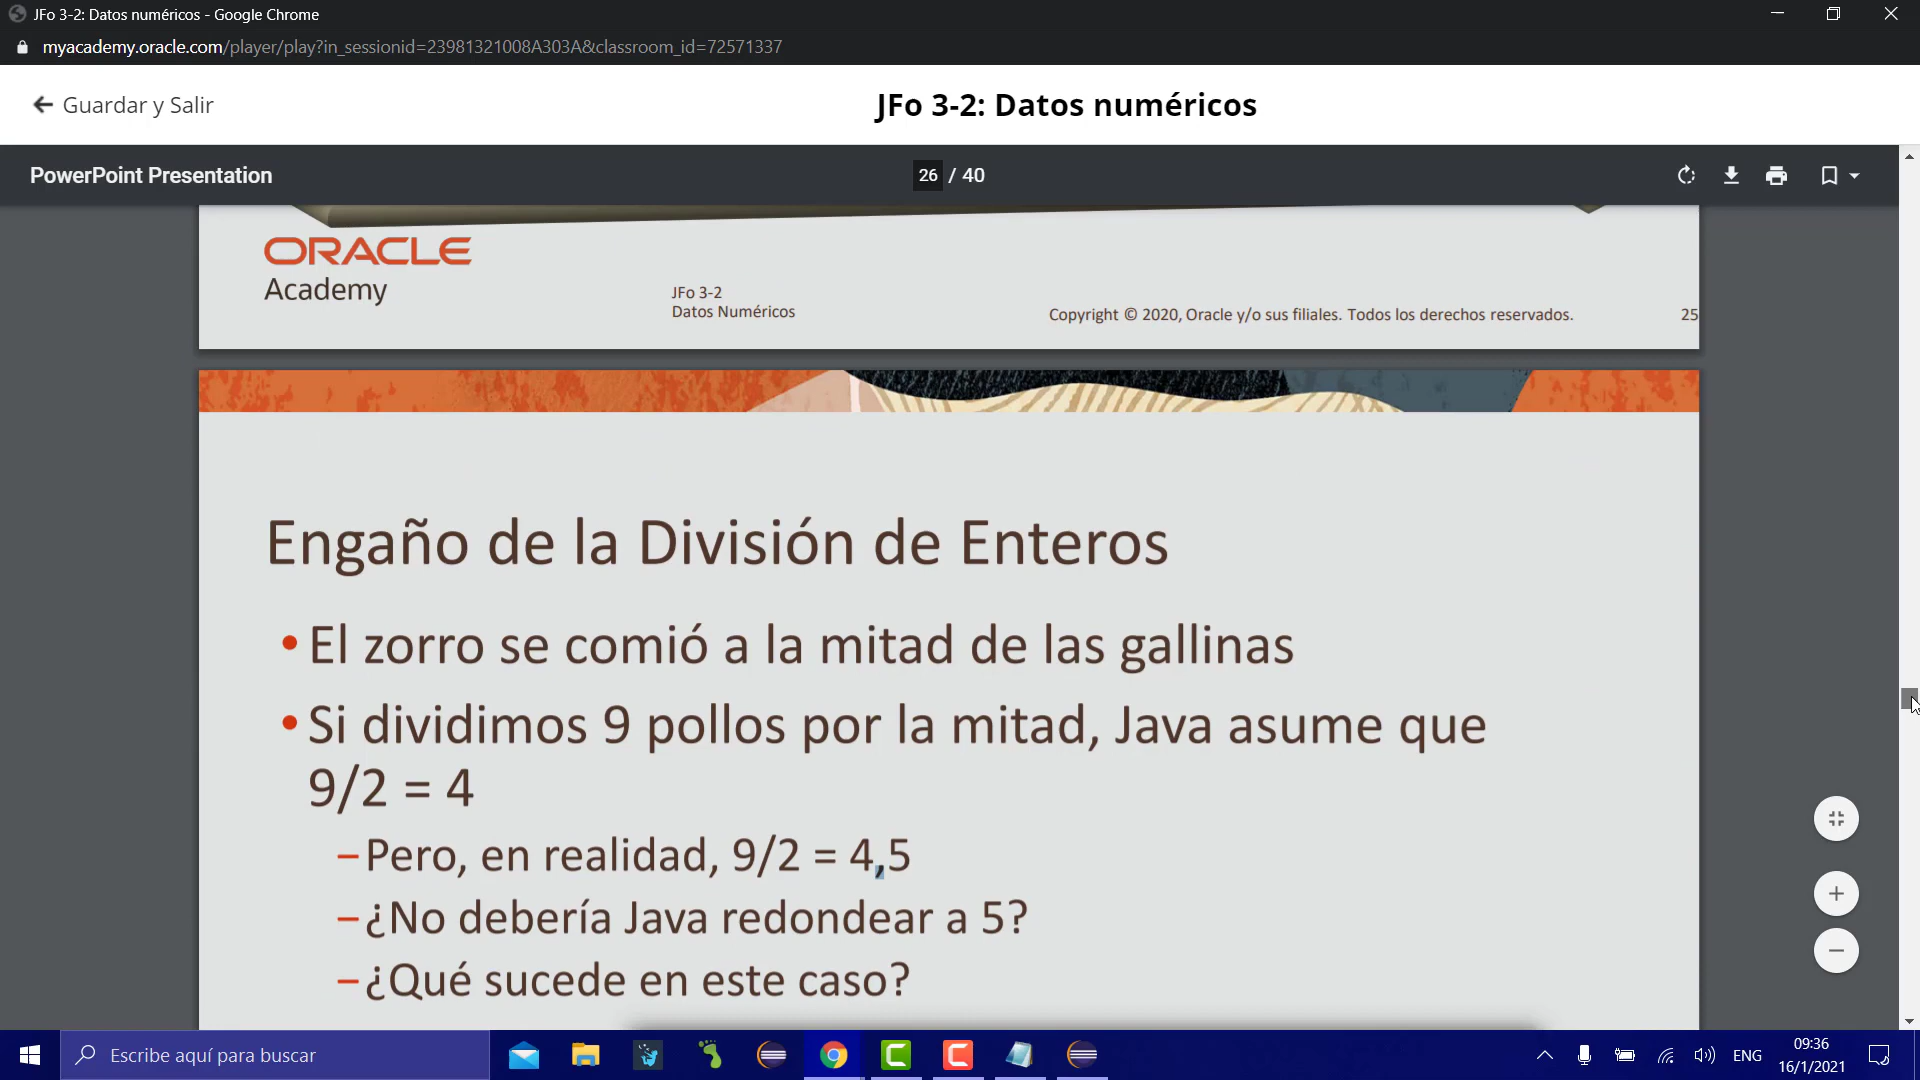 JFo 3-2: Datos numéricos - Google Chrome
myacademy.oracle.com/player/play?in_sessionid=23981321008A303A&classroom_id=72571337
Guardar y Salir
JFo 3-2: Datos numéricos
PowerPoint Presentation
26 / 40
ORACLE
Academy
JFo 3-2
Datos Numéricos
Copyright © 2020, Oracle y/o sus filiales. Todos los derechos reservados.
25
Engaño de la División de Enteros
• El zorro se comió a la mitad de las gallinas
• Si dividimos 9 pollos por la mitad, Java asume que
9/2 = 4
–Pero, en realidad, 9/2 = 4,5
–¿No debería Java redondear a 5?
–¿Qué sucede en este caso?
Escribe aquí para buscar
ENG
09:36
16/1/2021